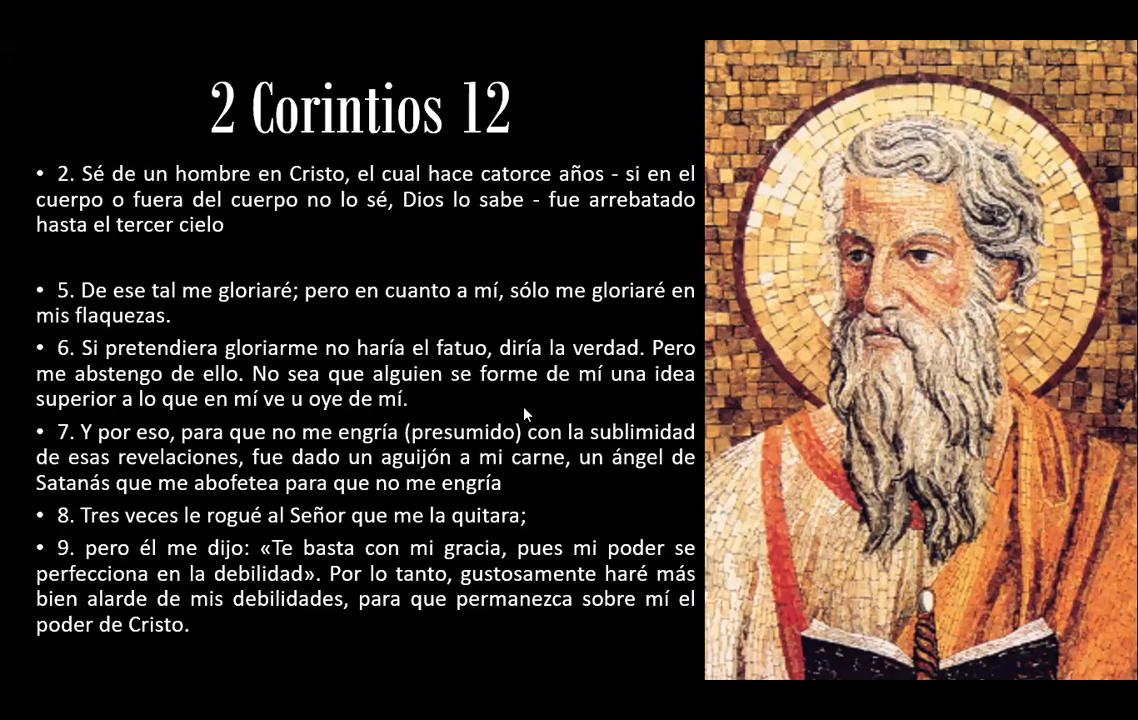 2 Corintios 12
• 2. Sé de un hombre en Cristo, el cual hace catorce años - si en el
cuerpo o fuera del cuerpo no lo sé, Dios lo sabe - fue arrebatado
hasta el tercer cielo
• 5. De ese tal me gloriaré; pero en cuanto a mí, sólo me gloriaré en
mis flaquezas.
• 6. Si pretendiera gloriarme no haría el fatuo, diría la verdad. Pero
me abstengo de ello. No sea que alguien se forme de mí una idea
superior a lo que en mí ve u oye de mí.
• 7. Y por eso, para que no me engría (presumido) con la sublimidad
de esas revelaciones, fue dado un aguijón a mi carne, un ángel de
Satanás que me abofetea para que no me engría
• 8. Tres veces le rogué al Señor que me la quitara;
• 9. pero él me dijo: «Te basta con mi gracia, pues mi poder se
perfecciona en la debilidad». Por lo tanto, gustosamente haré más
bien alarde de mis debilidades, para que permanezca sobre mí el
poder de Cristo.